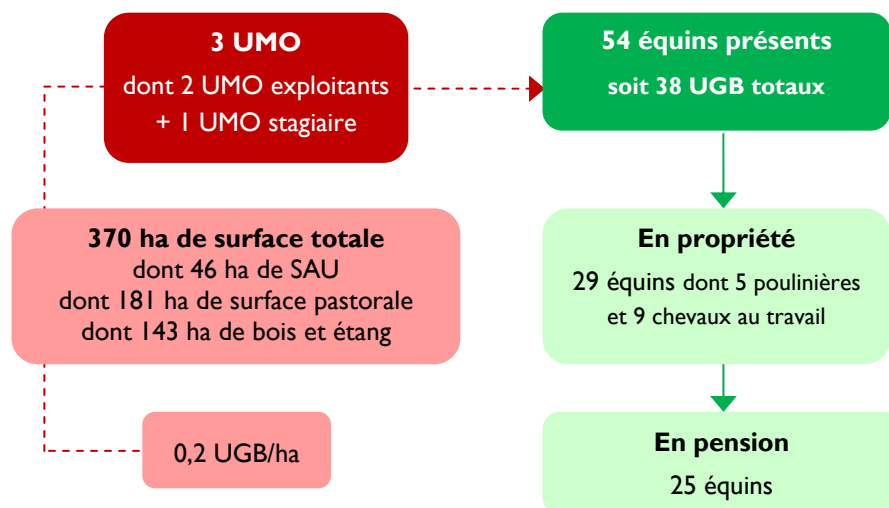 3 UMO
dont 2 UMO exploitants
+ 1 UMO stagiaire
54 équins présents
soit 38 UGB totaux
370 ha de surface totale
dont 46 ha de SAU
dont 181 ha de surface pastorale
dont 143 ha de bois et étang
En propriété
29 équins dont 5 poulinières
et 9 chevaux au travail
0,2 UGB/ha
En pension
25 équins